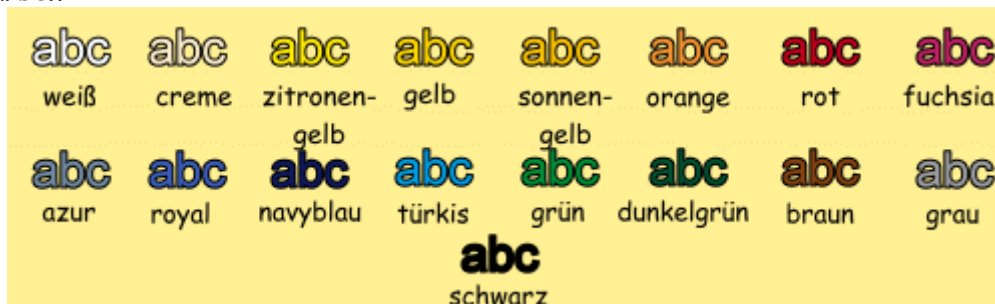 abc abc abc abc abc abc abc abc
weiß creme zitronen- gelb sonnen- orange rot fuchsia
gelb gelb
abc abc abc abc abc abc abc abc
azur royal navyblau türkis grün dunkelgrün braun grau
abc
schwarz